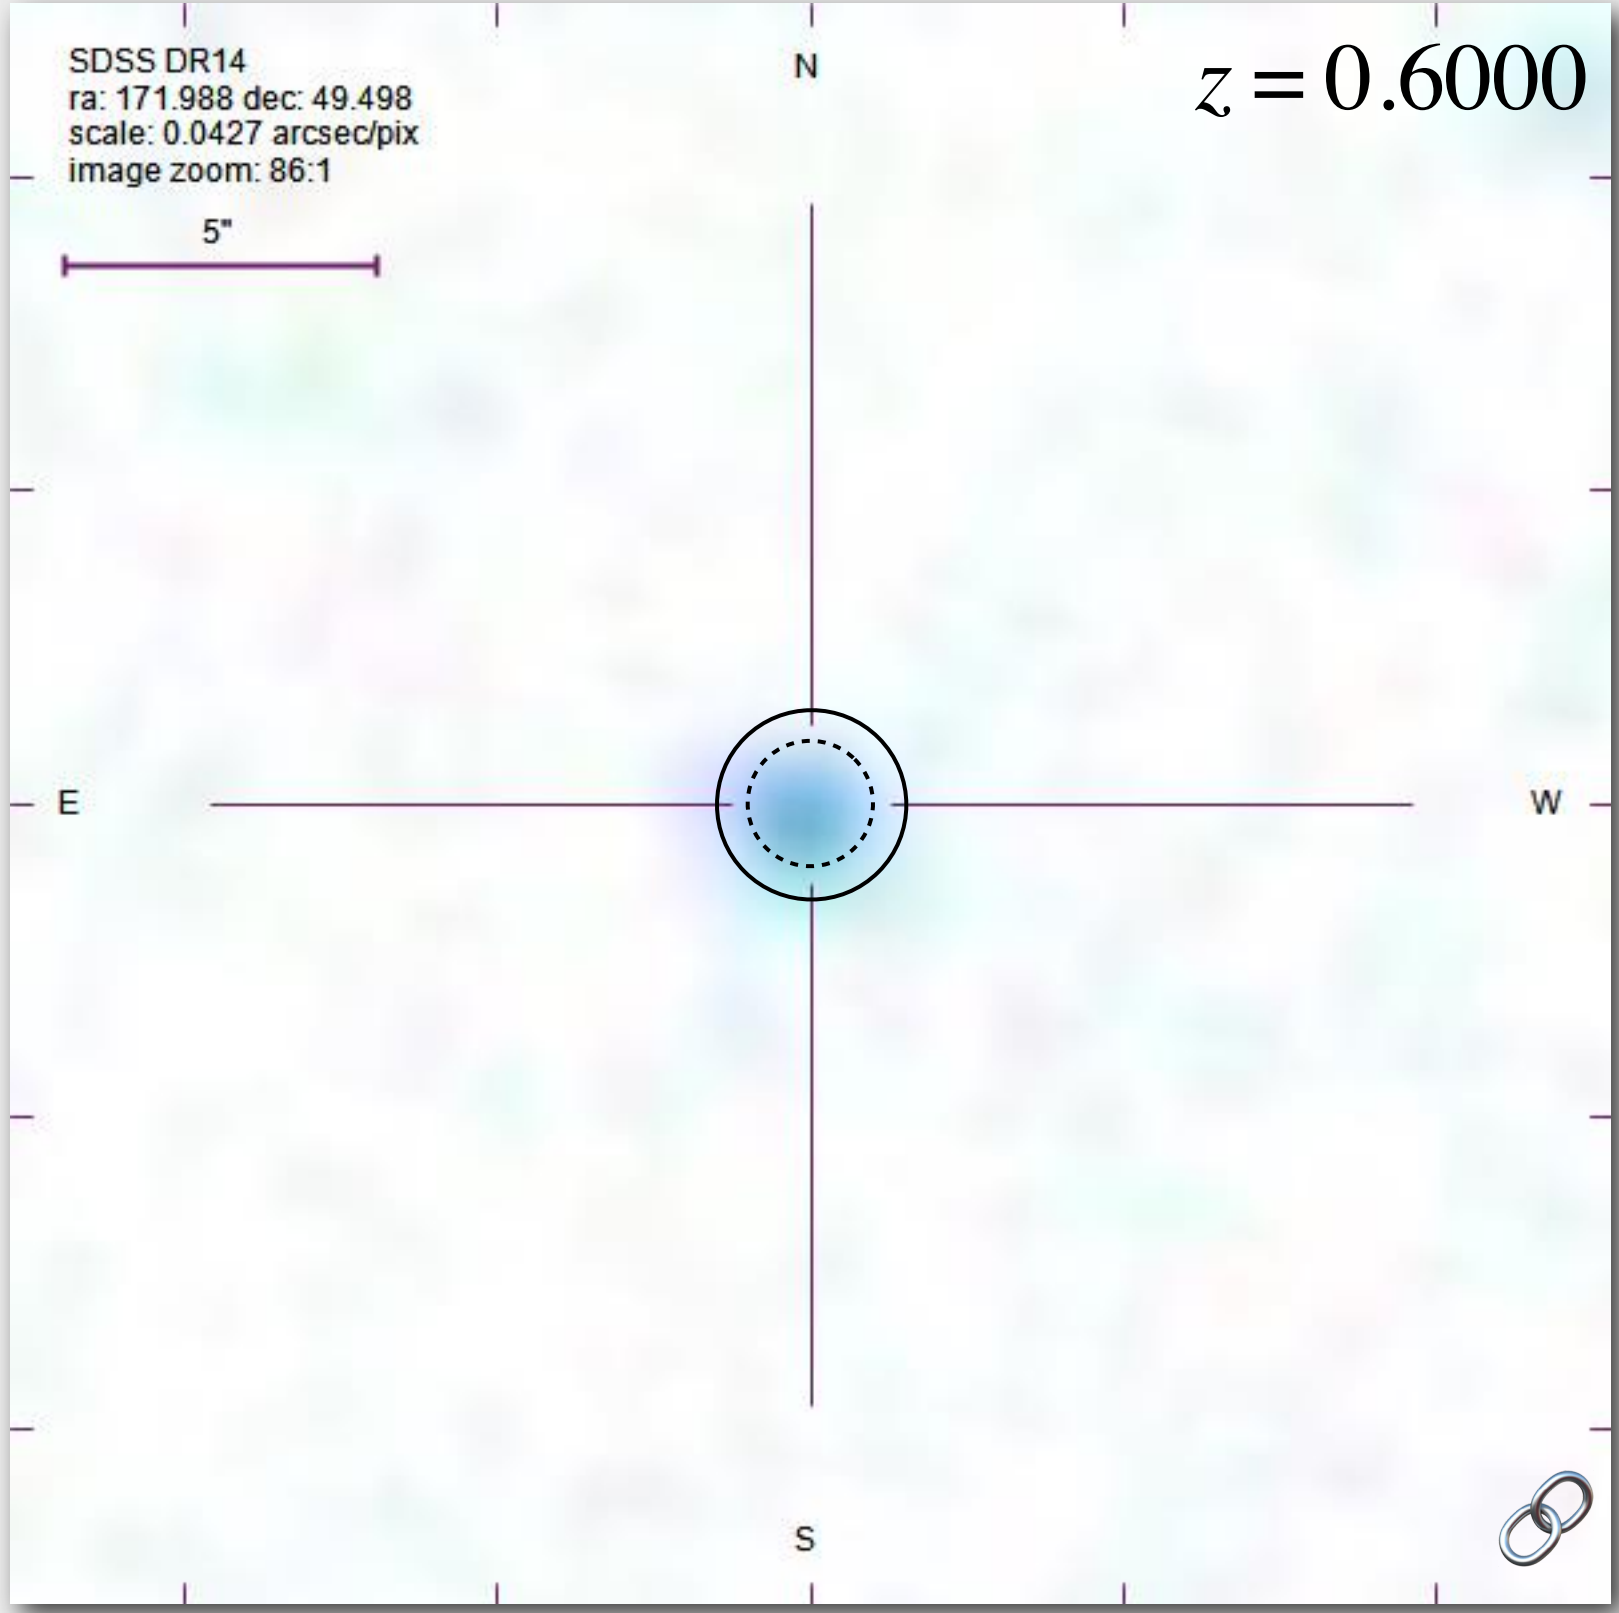 SDSS DR14
ra: 171.988 dec: 49.498
scale: 0.0427 arcsec/pix
image zoom: 86:1
5"
z = 0.6000
N
E
W
S